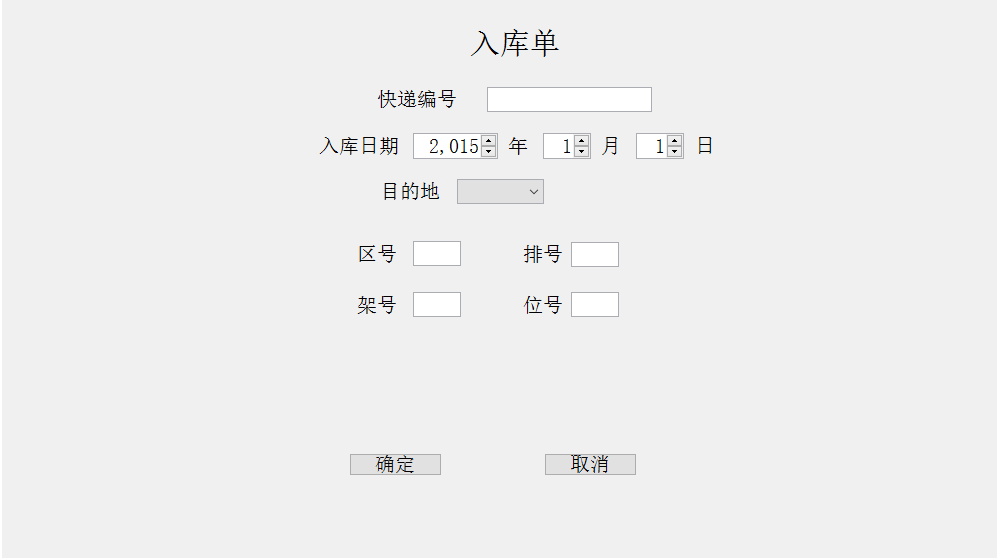 入库单
快递编号
入库日期 2,015 年 1 月 1 日
目的地
区号 排号
架号 位号
确定 取消